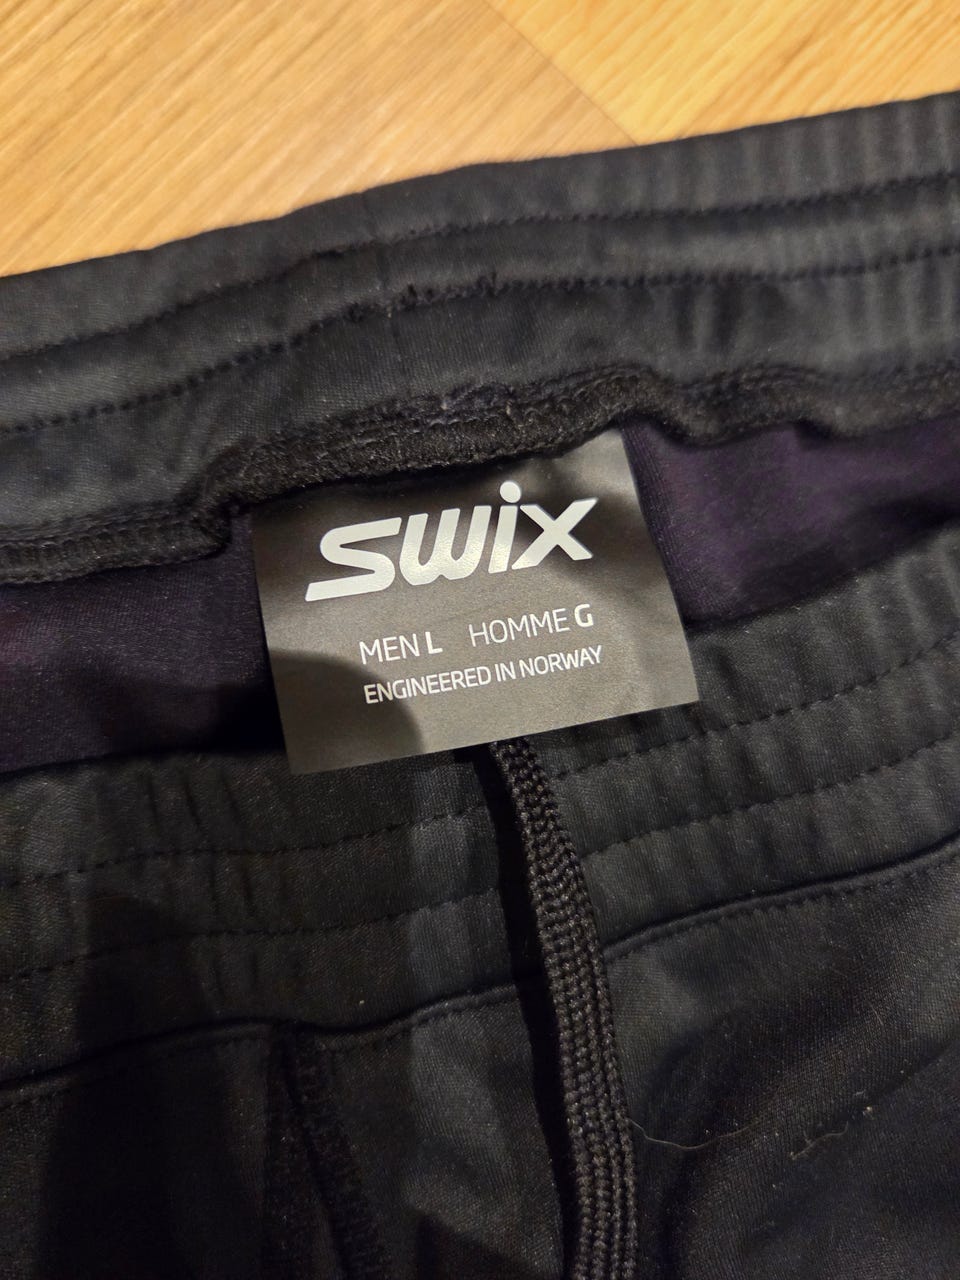 swix
MEN L HOMME G
ENGINEERED IN NORWAY